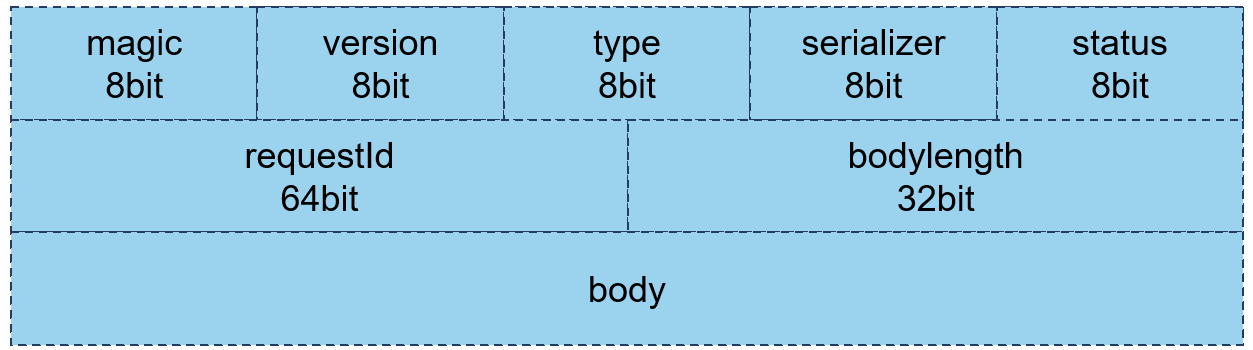 magic
8bit
version
8bit
type
8bit
serializer
8bit
status
8bit
requestId
64bit
bodylength
32bit
body